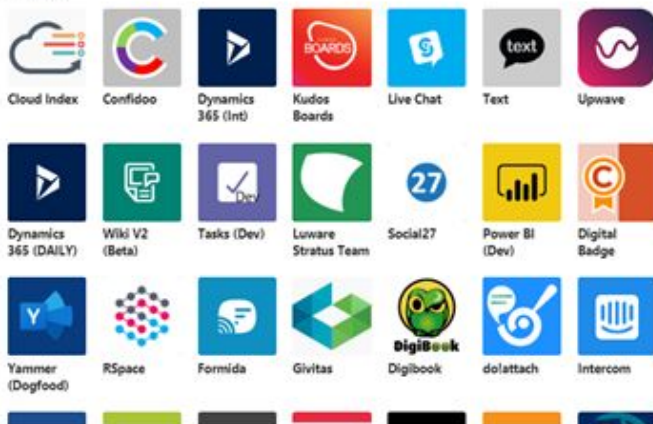 BOARDS
text
Cloud Index
Confidoo
Dynamics
365 (Int)
Kudos
Boards
Live Chat
Text
Upwave
Dev
27
C
Dynamics
365 (DAILY)
Wiki V2
(Beta)
Tasks (Dev)
Luware
Stratus Team
Social27
Power BI
(Dev)
Digital
Badge
Y
DigiBook
Yammer
(Dogfood)
RSpace
Formida
Givitas
Digibook
do!attach
Intercom